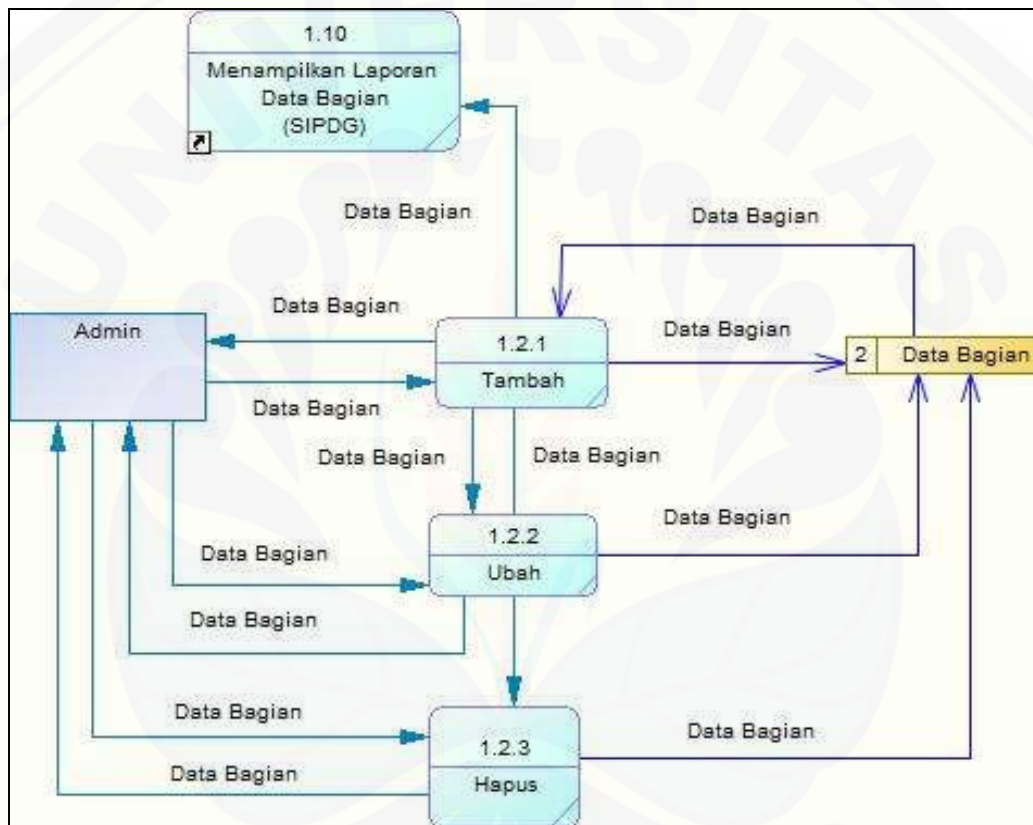 UNIVERSITAS
1.10
Menampilkan Laporan
Data Bagian
(SIPDG)
Data Bagian
Data Bagian
Data Bagian
Admin
1.2.1
Tambah
Data Bagian
2 Data Bagian
Data Bagian
Data Bagian
Data Bagian
1.2.2
Ubah
Data Bagian
Data Bagian
Data Bagian
Data Bagian
1.2.3
Hapus
Data Bagian
Data Bagian